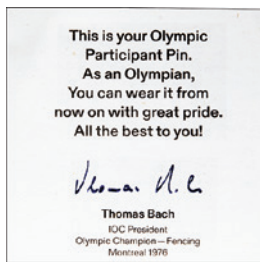 This is your Olympic
Participant Pin.
As an Olympian,
You can wear it from
now on with great pride.
All the best to you!
Thomas Bach
IOC President
Olympic Champion—Fencing
Montreal 1976